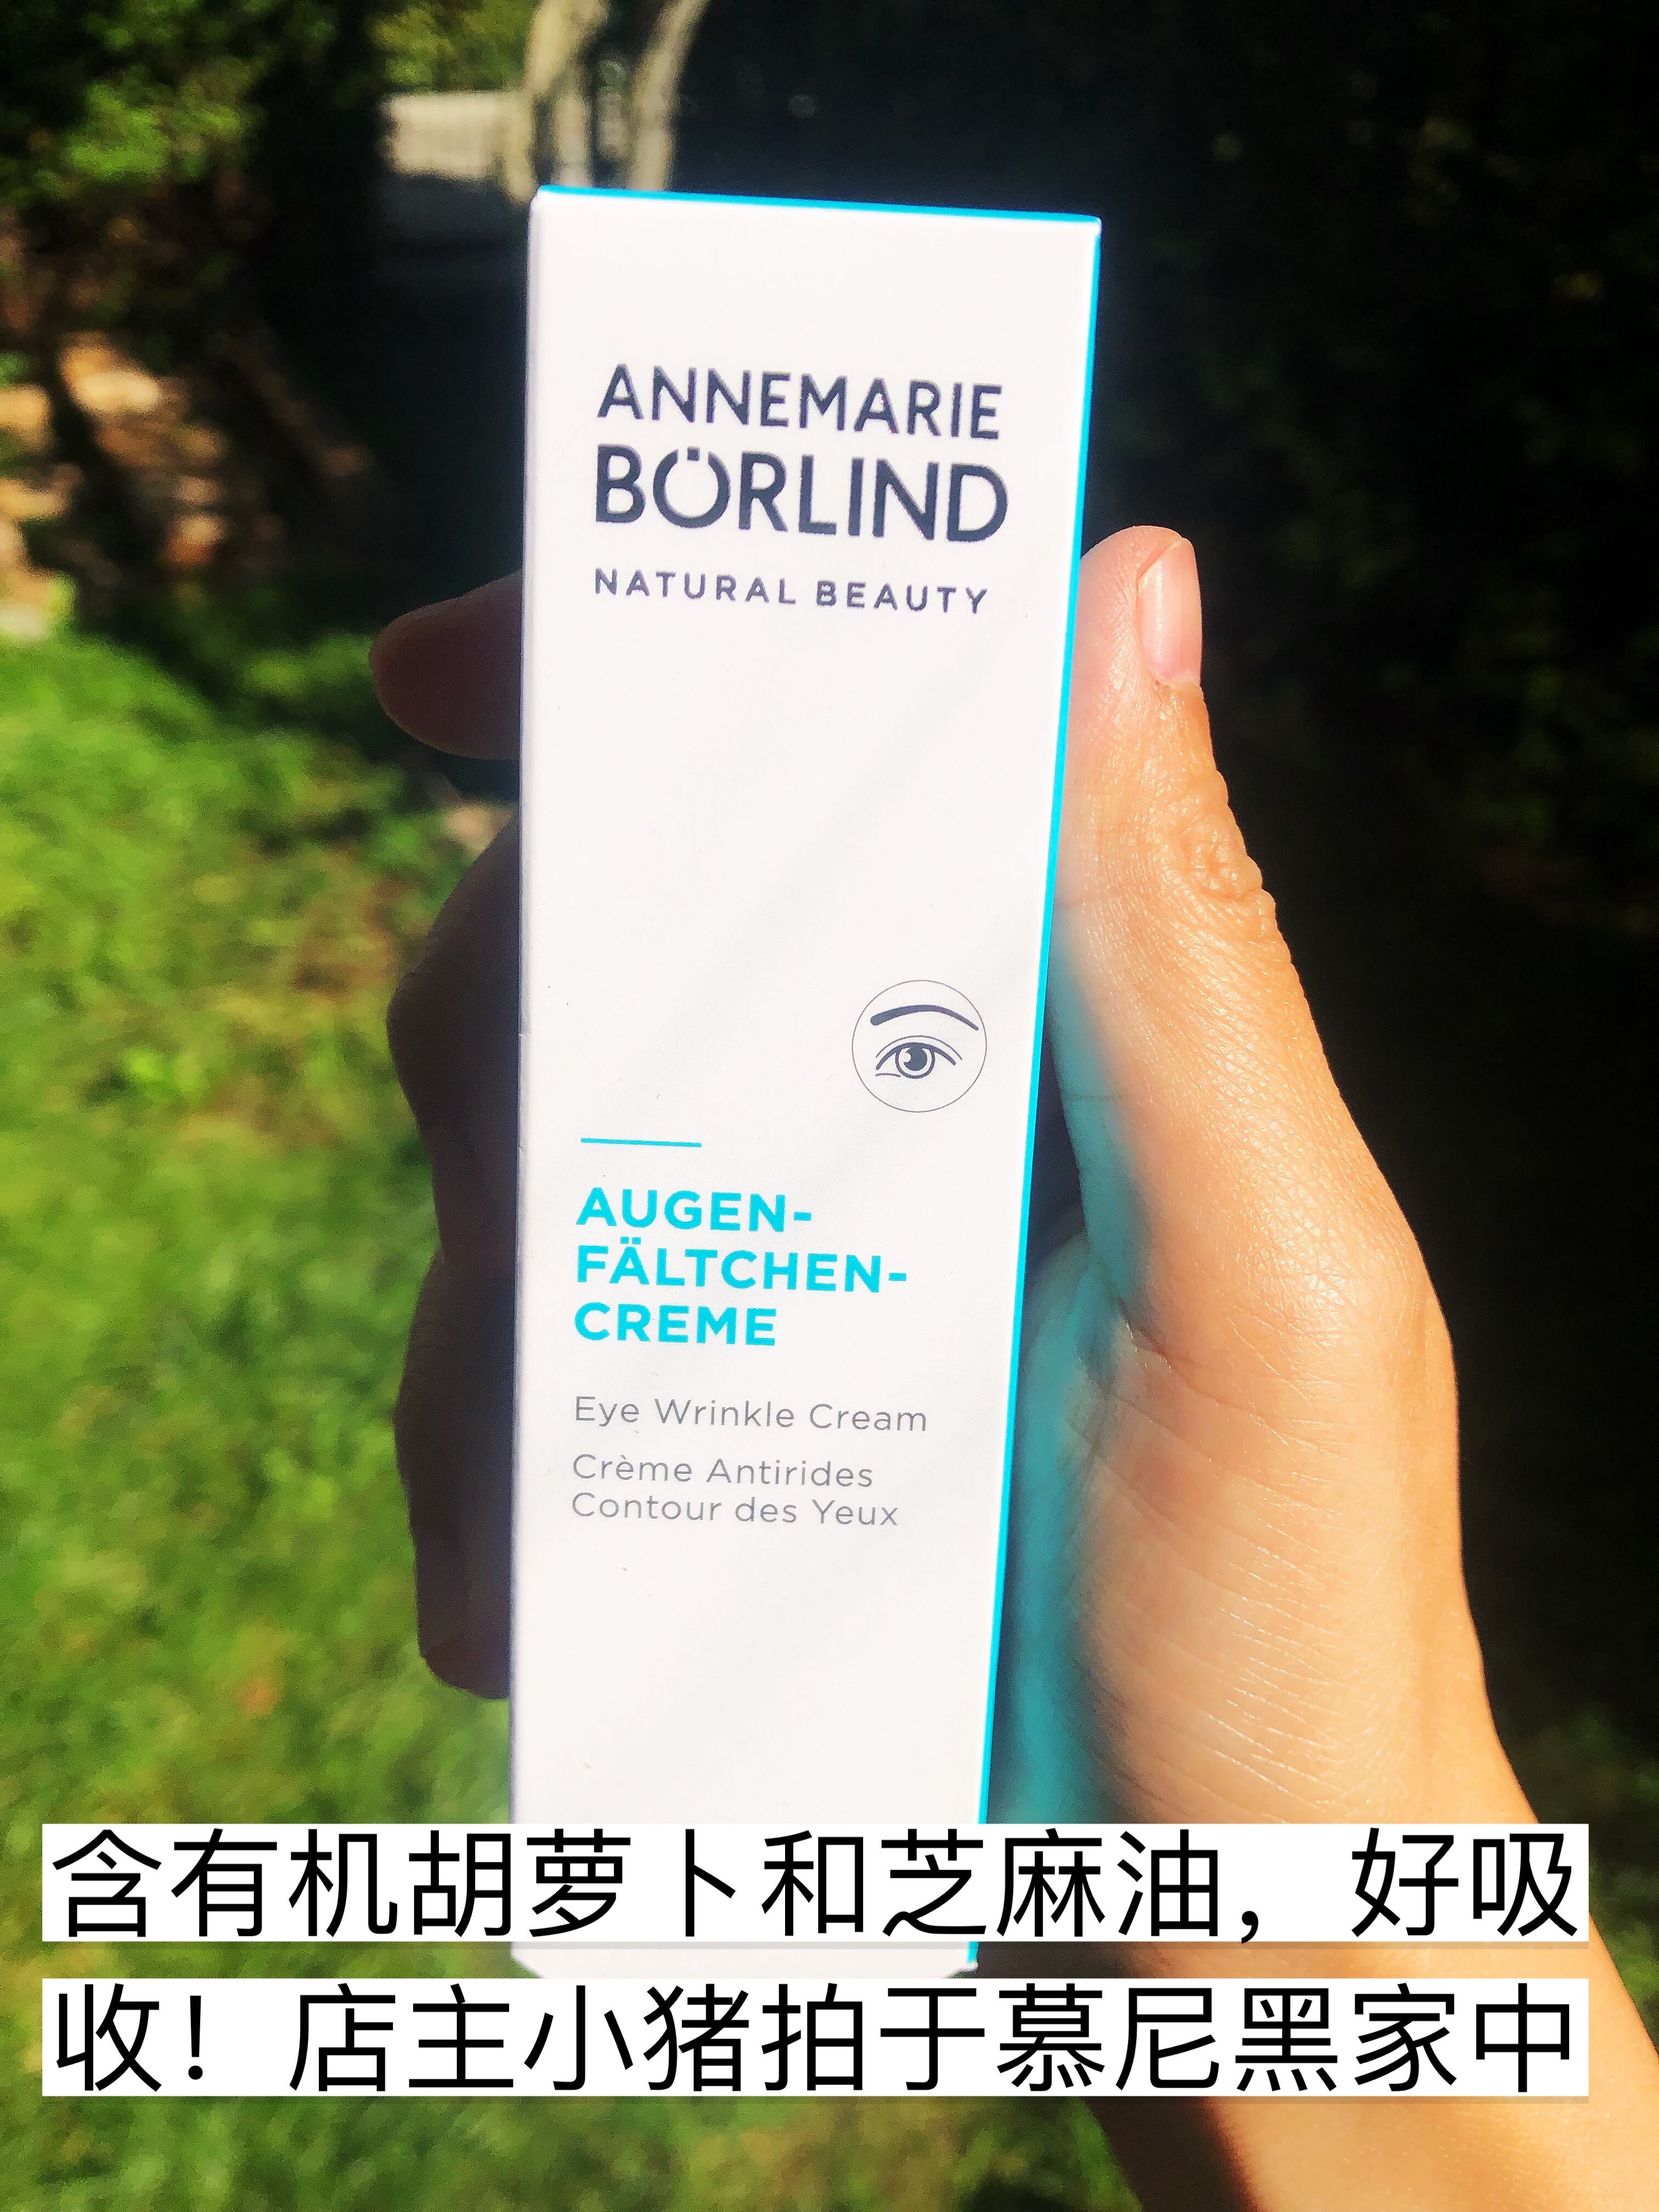 ANNEMARIE
BÖRLIND
NATURAL BEAUTY
AUGEN-
FÄLTCHEN-
CREME
Eye Wrinkle Cream
Crème Antirides
Contour des Yeux
含有机胡萝卜和芝麻油，好吸
收！店主小猪拍于慕尼黑家中